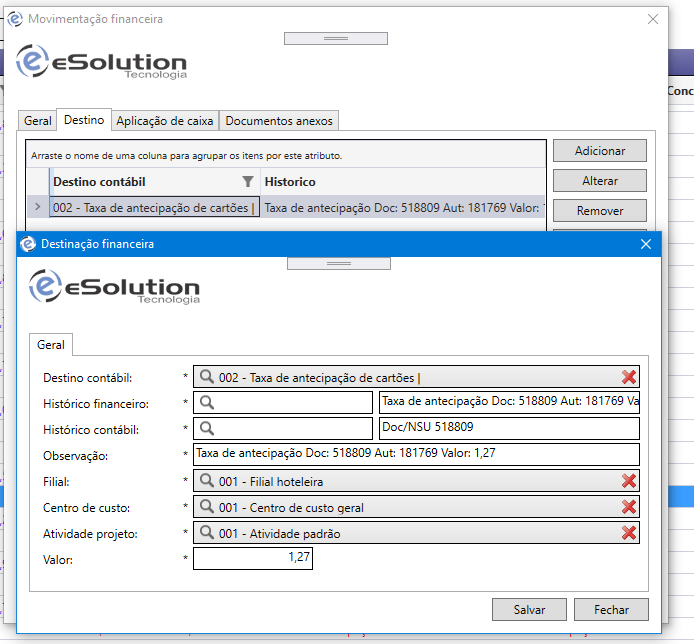 Movimentação financeira
eSolution
Tecnologia
Geral Destino Aplicação de caixa Documentos anexos
Arraste o nome de uma coluna para agrupar os itens por este atributo.
Destino contábil Historico
002 - Taxa de antecipação de cartões | Taxa de antecipação Doc: 518809 Aut: 181769 Valor:
Adicionar
Alterar
Remover
Conc
Destinação financeira
eSolution
Tecnologia
Geral
Destino contábil: * 002 - Taxa de antecipação de cartões |
Histórico financeiro: * Taxa de antecipação Doc: 518809 Aut: 181769 Va
Histórico contábil: * Doc/NSU 518809
Observação: * Taxa de antecipação Doc: 518809 Aut: 181769 Valor: 1,27
Filial: * 001 - Filial hoteleira
Centro de custo: * 001 - Centro de custo geral
Atividade projeto: * 001 - Atividade padrão
Valor: * 1,27
Salvar Fechar